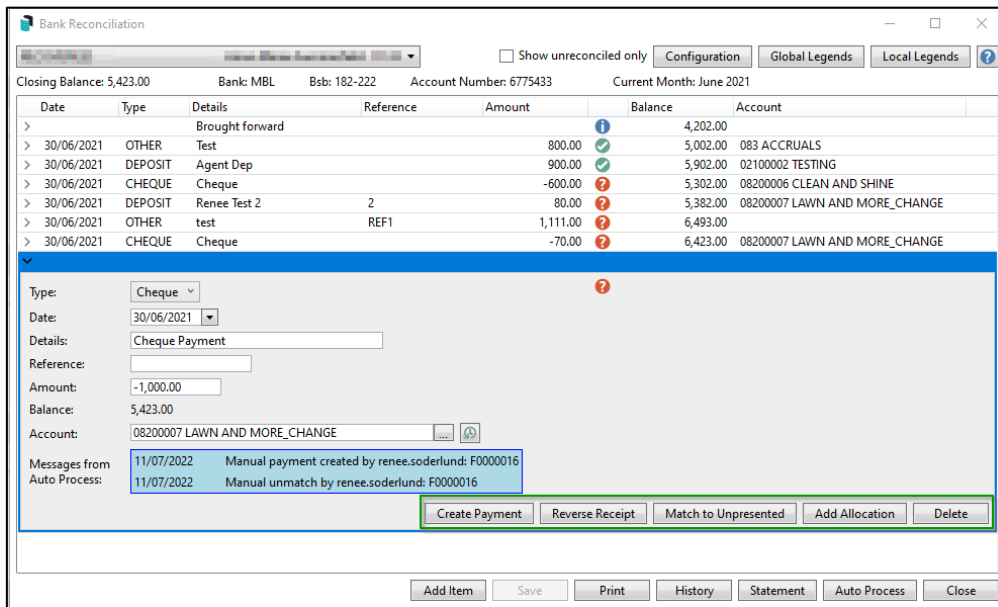 Bank Reconciliation
Show unreconciled only Configuration Global Legends Local Legends ?
Closing Balance: 5,423.00 Bank: MBL Bsb: 182-222 Account Number: 6775433 Current Month: June 2021
Date Type Details Reference Amount Balance Account
Brought forward 4,202.00
30/06/2021 OTHER Test 800.00 5,002.00 083 ACCRUALS
30/06/2021 DEPOSIT Agent Dep 900.00 5,902.00 02100002 TESTING
30/06/2021 CHEQUE Cheque -600.00 ? 5,302.00 08200006 CLEAN AND SHINE
30/06/2021 DEPOSIT Renee Test 2 2 80.00 ? 5,382.00 08200007 LAWN AND MORE_CHANGE
30/06/2021 OTHER test REF1 1,111.00 ? 6,493.00
30/06/2021 CHEQUE Cheque -70.00 ? 6,423.00 08200007 LAWN AND MORE_CHANGE
Type: Cheque ?
Date: 30/06/2021
Details: Cheque Payment
Reference:
Amount: -1,000.00
Balance: 5,423.00
Account: 08200007 LAWN AND MORE_CHANGE ...
Messages from Auto Process:
11/07/2022 Manual payment created by renee.soderlund: F0000016
11/07/2022 Manual unmatch by renee.soderlund: F0000016
Create Payment Reverse Receipt Match to Unpresented Add Allocation Delete
Add Item Save Print History Statement Auto Process Close